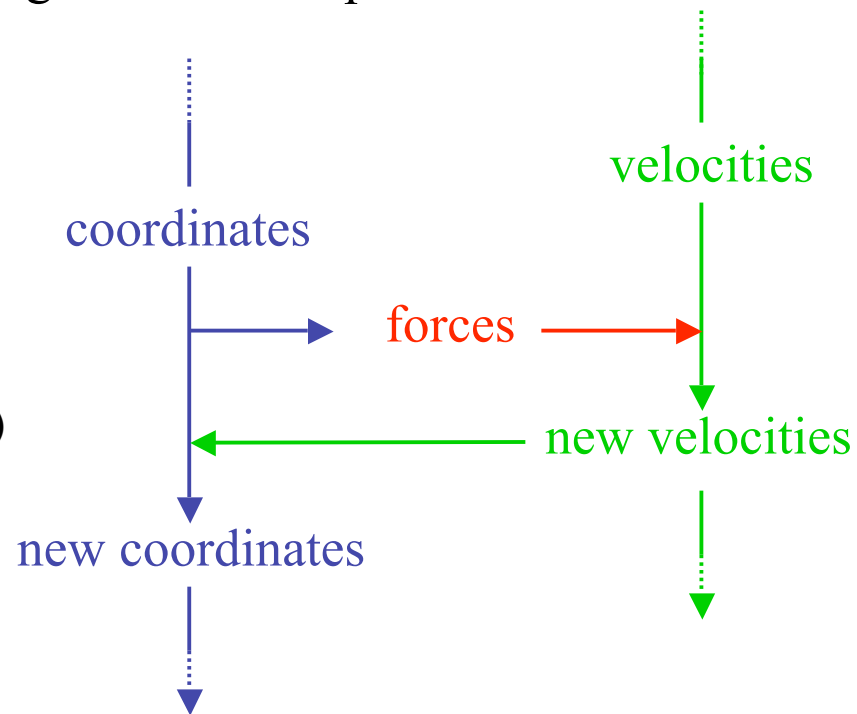 velocities
coordinates
forces
)
new velocities
new coordinates